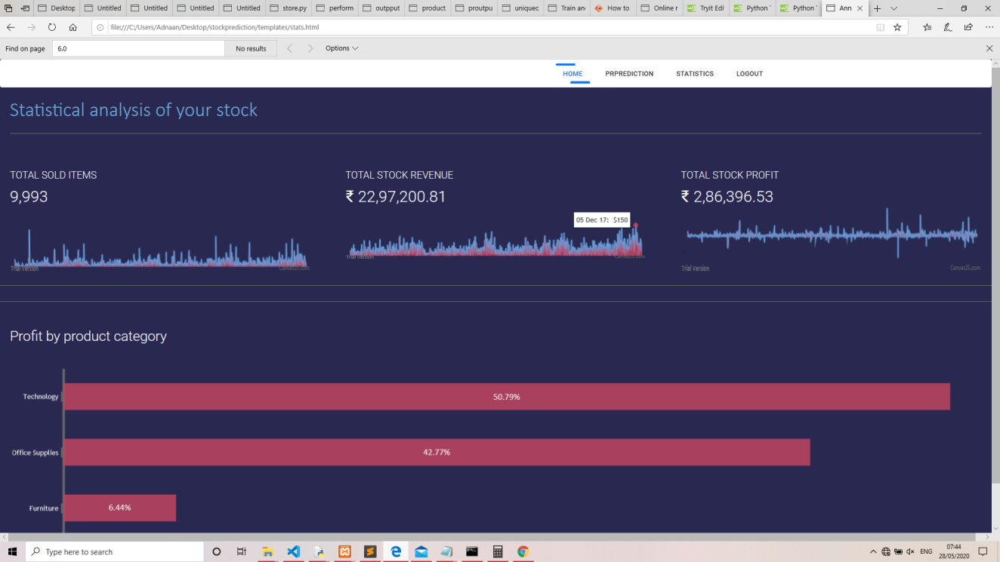 Desktop
Untitled
Untitled
Untitled
Untitled
store.py
perform
outpput
product
proutpu
uniquec
Train and
How to
Online r
Tryit Edi
Python
Python
Ann
file:///C:/Users/Adnaan/Desktop/stockprediction/templates/stats.html
Find on page
6.0
No results
Options
HOME
PRPREDICTION
STATISTICS
LOGOUT
Statistical analysis of your stock
TOTAL SOLD ITEMS
9,993
TOTAL STOCK REVENUE
₹ 22,97,200.81
TOTAL STOCK PROFIT
₹ 2,86,396.53
05 Dec 17: $150
Trial Version
CanvasJS.com
Trial Version
CanvasJS.com
Trial Version
CanvasJS.com
Profit by product category
Technology
50.79%
Office Supplies
42.77%
Furniture
6.44%
Type here to search
ENG
07:44
28/05/2020